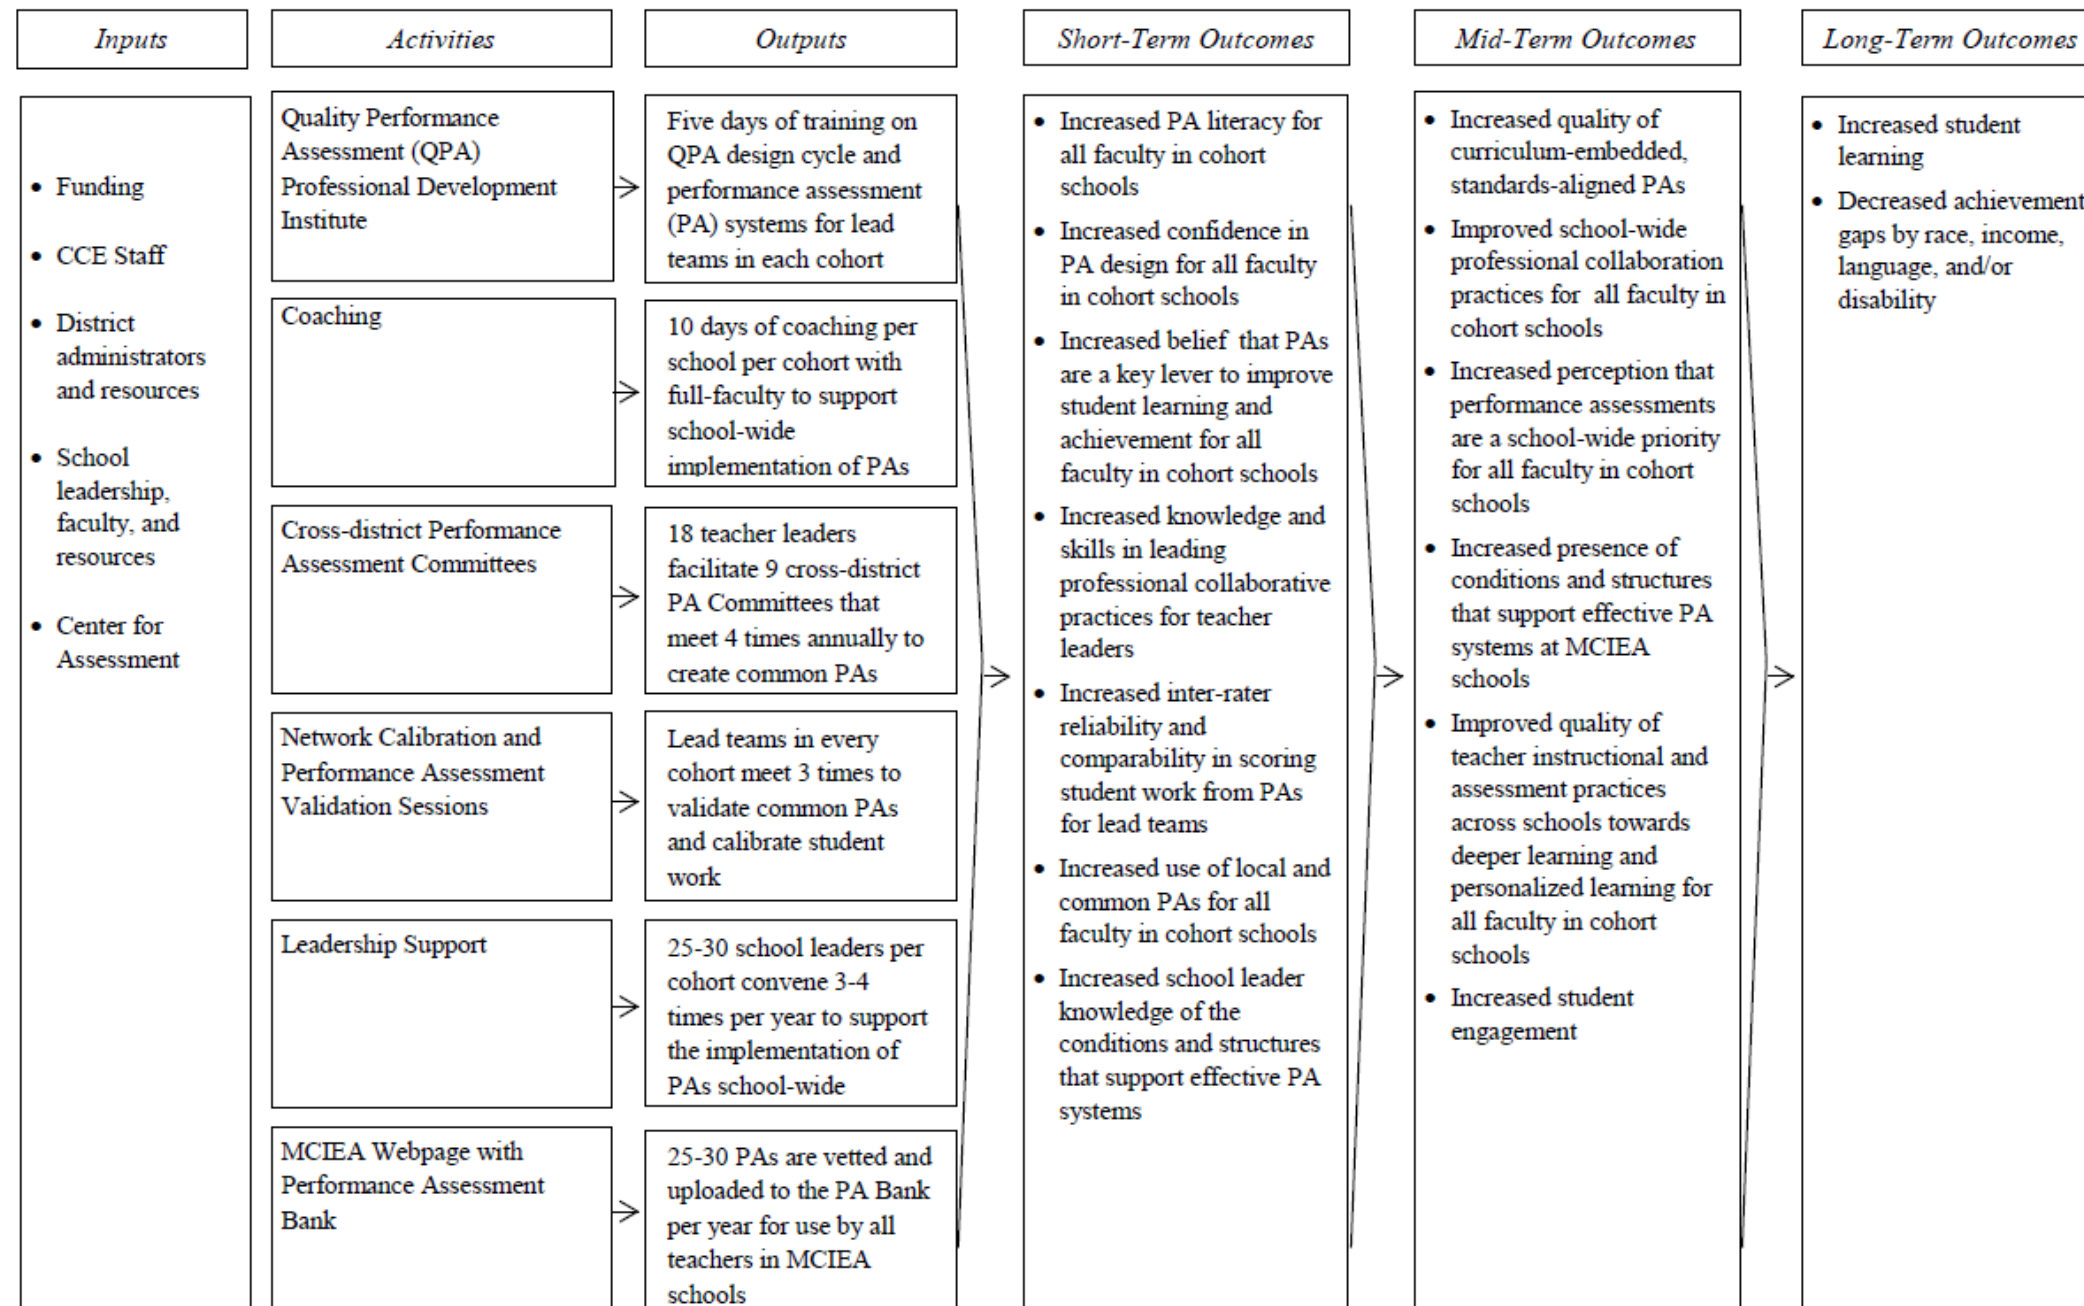 Inputs
Activities
Outputs
Short-Term Outcomes
Mid-Term Outcomes
Long-Term Outcomes
• Funding
• CCE Staff
• District
administrators
and resources
• School
leadership,
faculty, and
resources
• Center for
Assessment
Quality Performance
Assessment (QPA)
Professional Development
Institute
Five days of training on
QPA design cycle and
performance assessment
(PA) systems for lead
teams in each cohort
Coaching
10 days of coaching per
school per cohort with
full-faculty to support
school-wide
implementation of PAs
Cross-district Performance
Assessment Committees
18 teacher leaders
facilitate 9 cross-district
PA Committees that
meet 4 times annually to
create common PAs
Network Calibration and
Performance Assessment
Validation Sessions
Lead teams in every
cohort meet 3 times to
validate common PAs
and calibrate student
work
Leadership Support
25-30 school leaders per
cohort convene 3-4
times per year to support
the implementation of
PAs school-wide
MCIEA Webpage with
Performance Assessment
Bank
25-30 PAs are vetted and
uploaded to the PA Bank
per year for use by all
teachers in MCIEA
schools
• Increased PA literacy for
all faculty in cohort
schools
• Increased confidence in
PA design for all faculty
in cohort schools
• Increased belief that PAs
are a key lever to improve
student learning and
achievement for all
faculty in cohort schools
• Increased knowledge and
skills in leading
professional collaborative
practices for teacher
leaders
• Increased inter-rater
reliability and
comparability in scoring
student work from PAs
for lead teams
• Increased use of local and
common PAs for all
faculty in cohort schools
• Increased school leader
knowledge of the
conditions and structures
that support effective PA
systems
• Increased quality of
curriculum-embedded,
standards-aligned PAs
• Improved school-wide
professional collaboration
practices for all faculty in
cohort schools
• Increased perception that
performance assessments
are a school-wide priority
for all faculty in cohort
schools
• Increased presence of
conditions and structures
that support effective PA
systems at MCIEA
schools
• Improved quality of
teacher instructional and
assessment practices
across schools towards
deeper learning and
personalized learning for
all faculty in cohort
schools
• Increased student
engagement
• Increased student
learning
• Decreased achievement
gaps by race, income,
language, and/or
disability